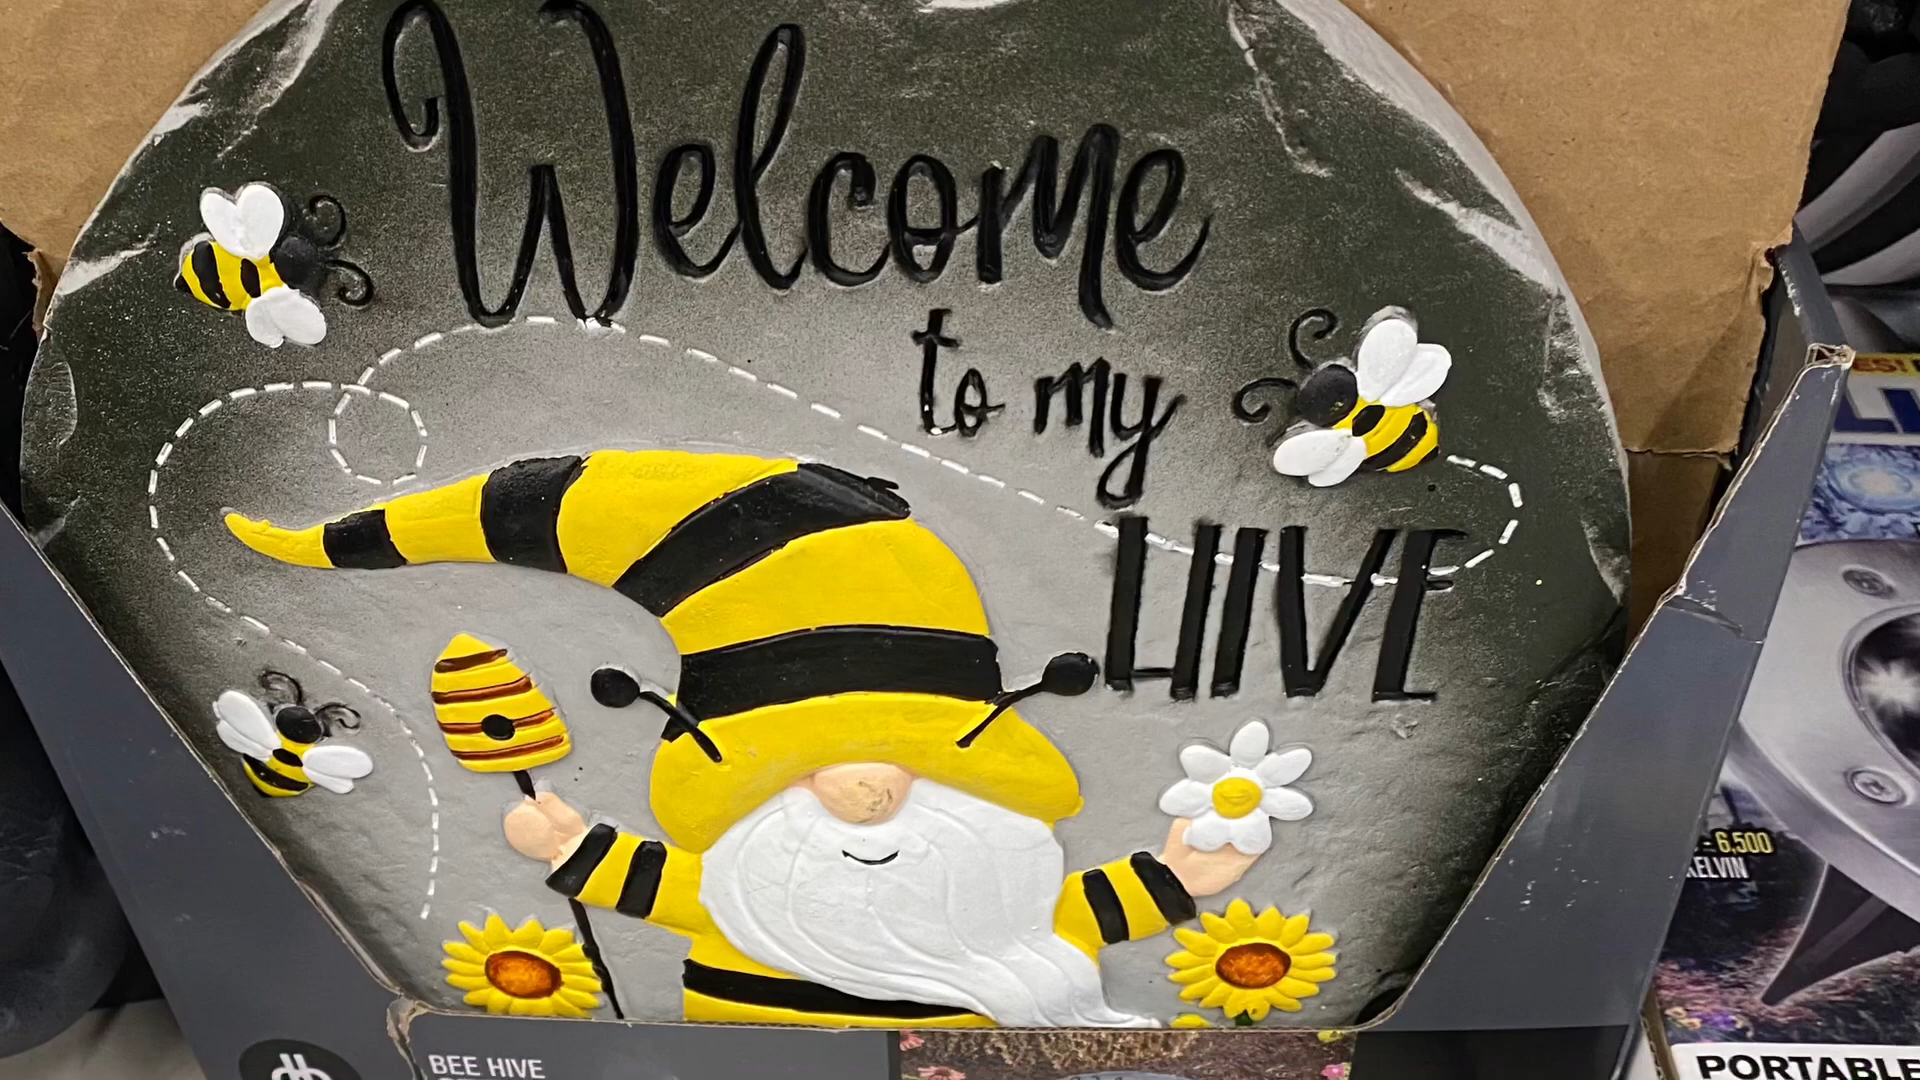 Welcome
to my
HIVE
- 6,500
KELVIN
BEE HIVE
PORTABLE